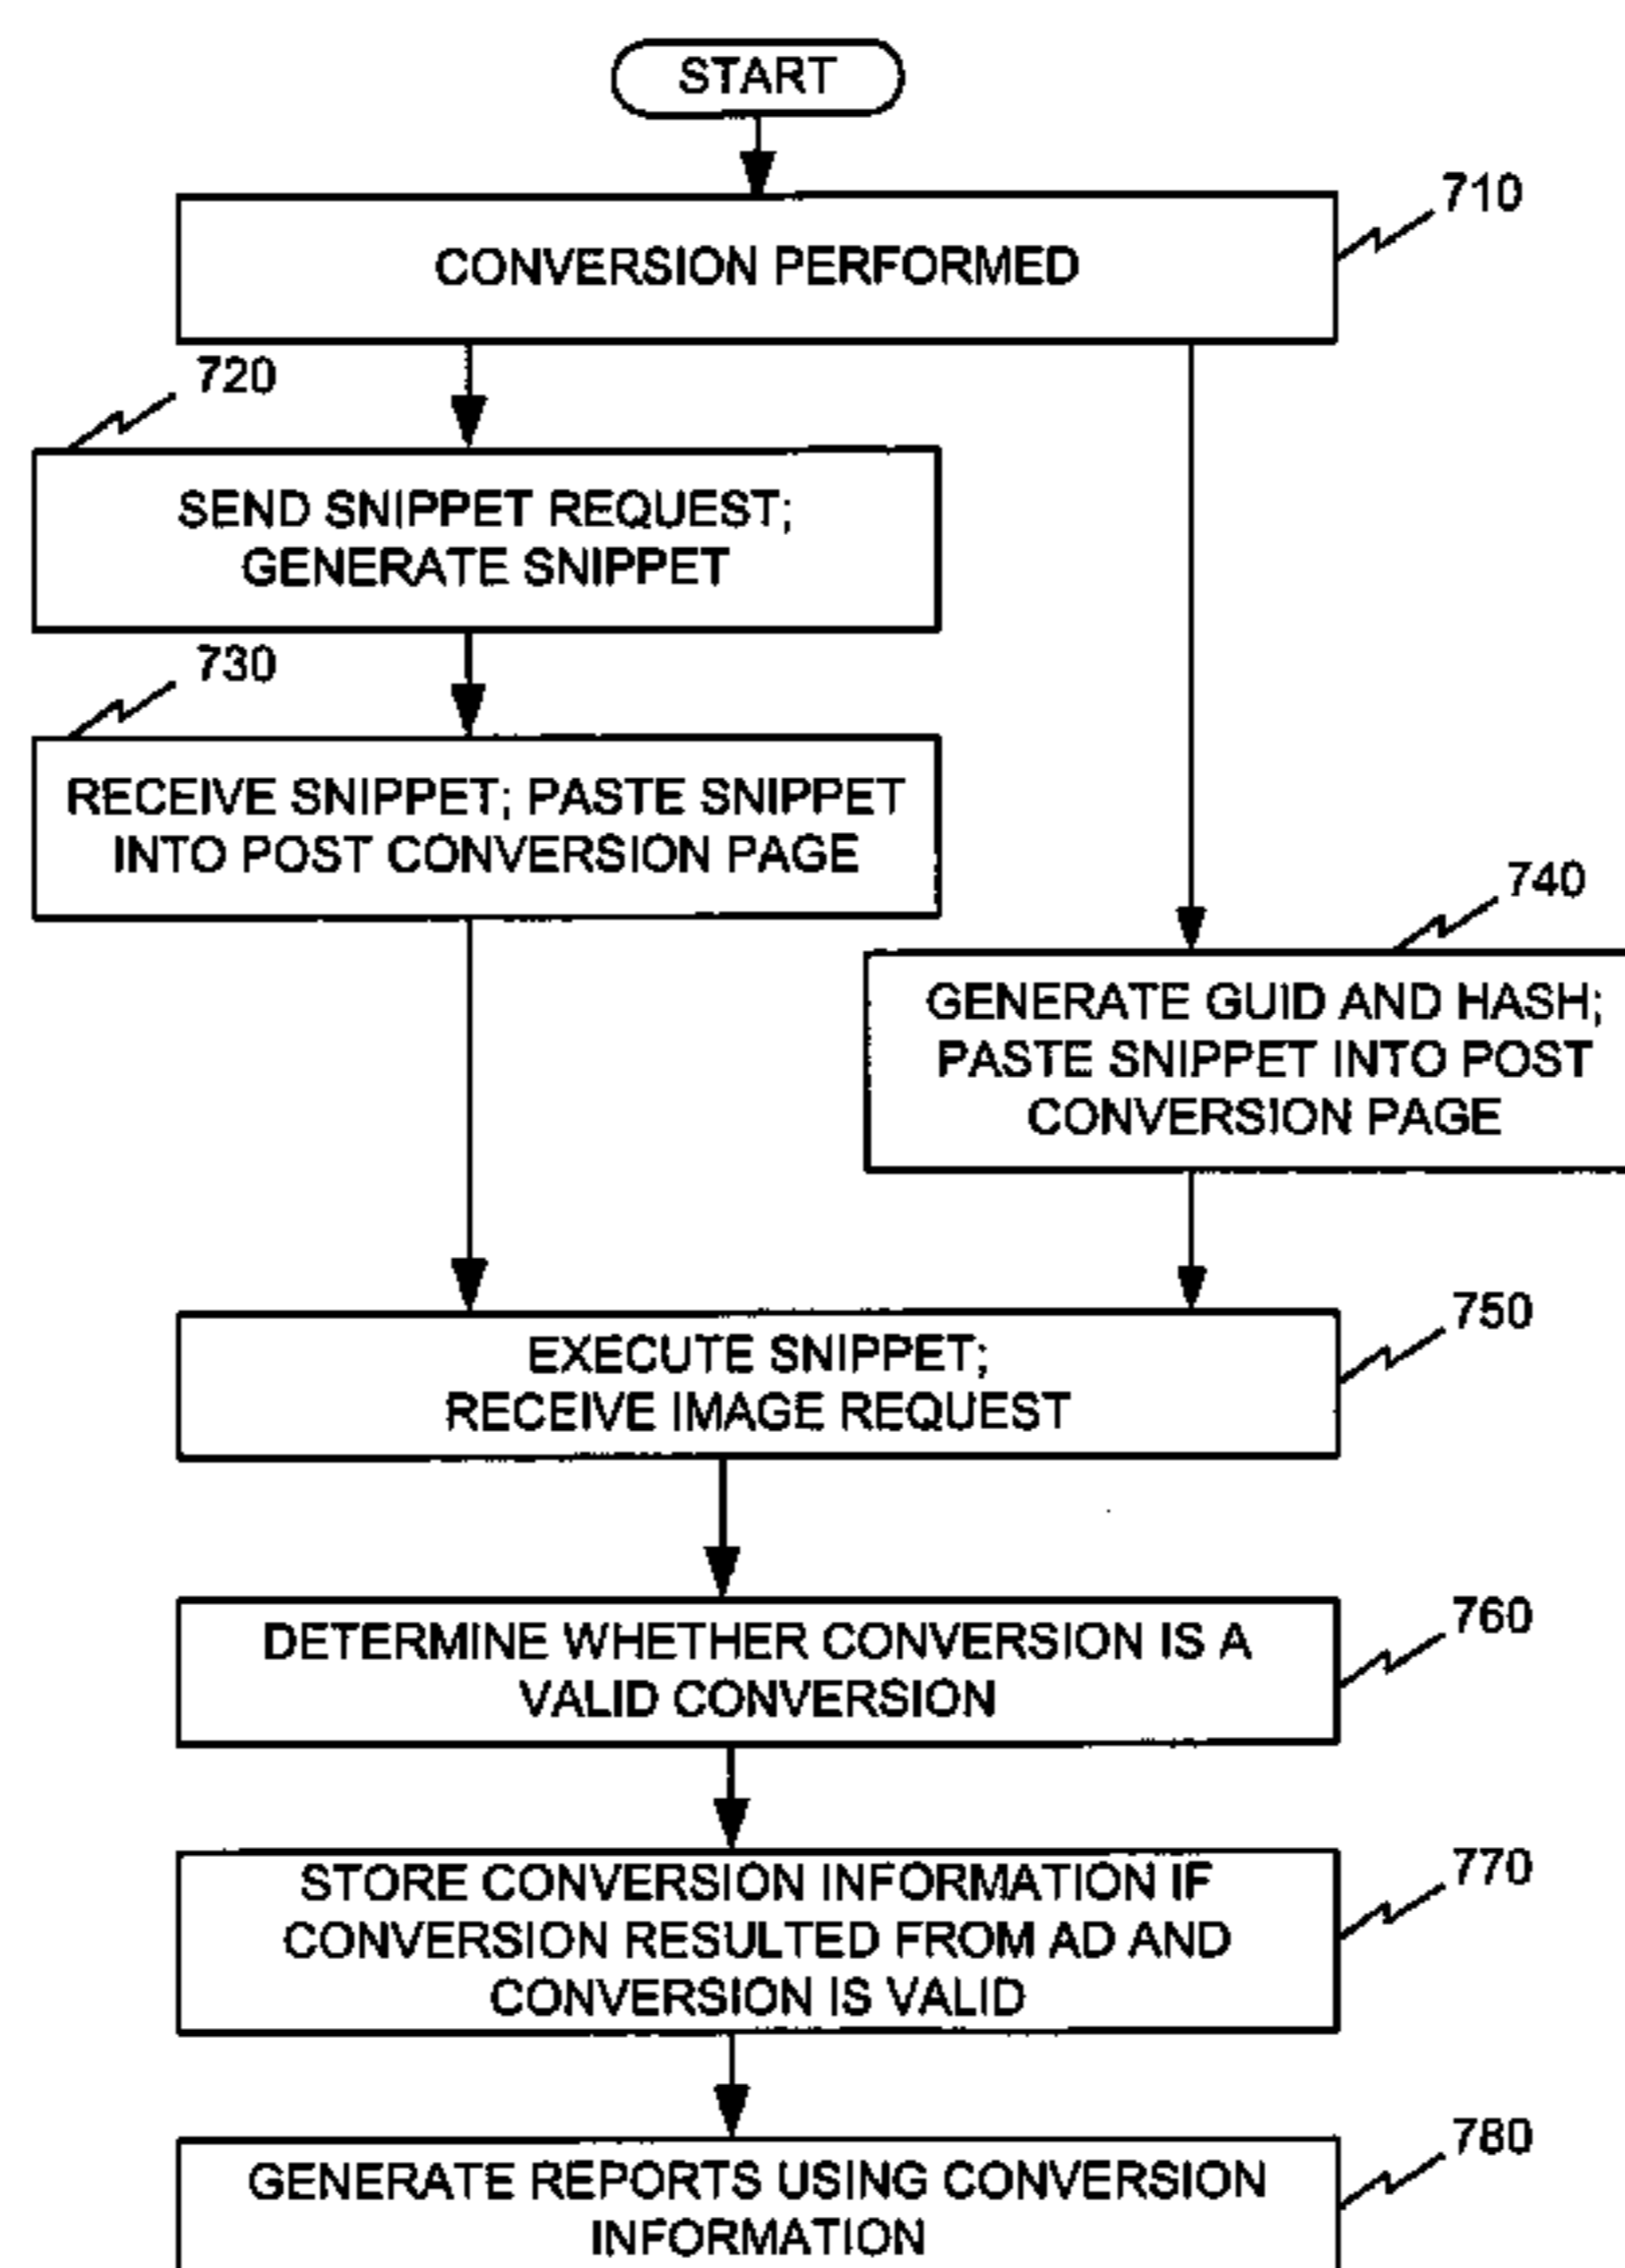 START
710
CONVERSION PERFORMED
720
SEND SNIPPET REQUEST;
GENERATE SNIPPET
730
RECEIVE SNIPPET; PASTE SNIPPET
INTO POST CONVERSION PAGE
740
GENERATE GUID AND HASH;
PASTE SNIPPET INTO POST
CONVERSION PAGE
750
EXECUTE SNIPPET;
RECEIVE IMAGE REQUEST
760
DETERMINE WHETHER CONVERSION IS A
VALID CONVERSION
770
STORE CONVERSION INFORMATION IF
CONVERSION RESULTED FROM AD AND
CONVERSION IS VALID
780
GENERATE REPORTS USING CONVERSION
INFORMATION